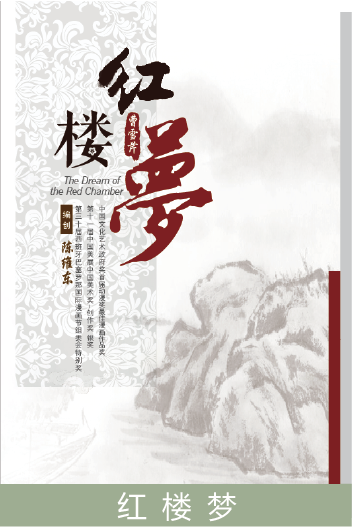 红
楼
夢
曹雪芹
The Dream of
the Red Chamber
编创
陈维东
中国文化艺术政府奖首届动漫奖最佳漫画作品奖
第十一届中国美展中国美术奖·创作奖 银奖
第三十届西班牙巴塞罗那国际漫画节组委会特别奖
红楼梦